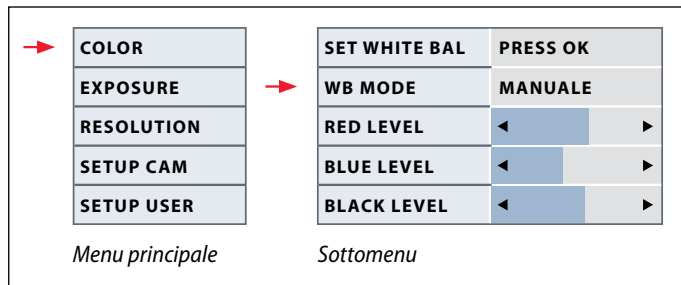 COLOR
EXPOSURE
RESOLUTION
SETUP CAM
SETUP USER
Menu principale
SET WHITE BAL PRESS OK
WB MODE MANUALE
RED LEVEL
BLUE LEVEL
BLACK LEVEL
Sottomenu